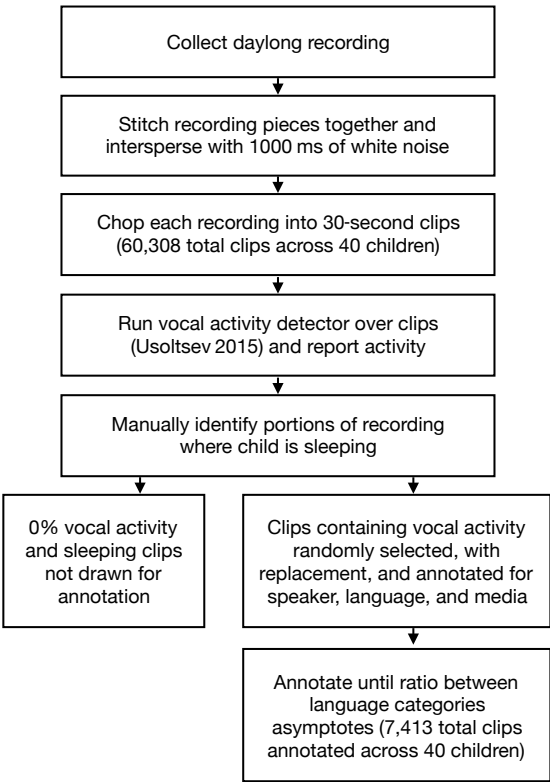 Collect daylong recording
Stitch recording pieces together and
intersperse with 1000 ms of white noise
Chop each recording into 30-second clips
(60,308 total clips across 40 children)
Run vocal activity detector over clips
(Usoltsev 2015) and report activity
Manually identify portions of recording
where child is sleeping
0% vocal activity
and sleeping clips
not drawn for
annotation
Clips containing vocal activity
randomly selected, with
replacement, and annotated for
speaker, language, and media
Annotate until ratio between
language categories
asymptotes (7,413 total clips
annotated across 40 children)